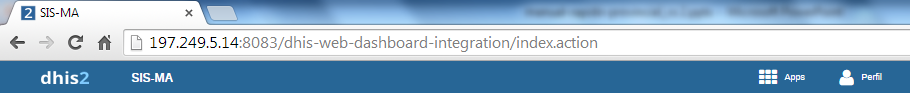 2 SIS-MA
197.249.5.14:8083/dhis-web-dashboard-integration/index.action
dhis2 SIS-MA Apps Perfil